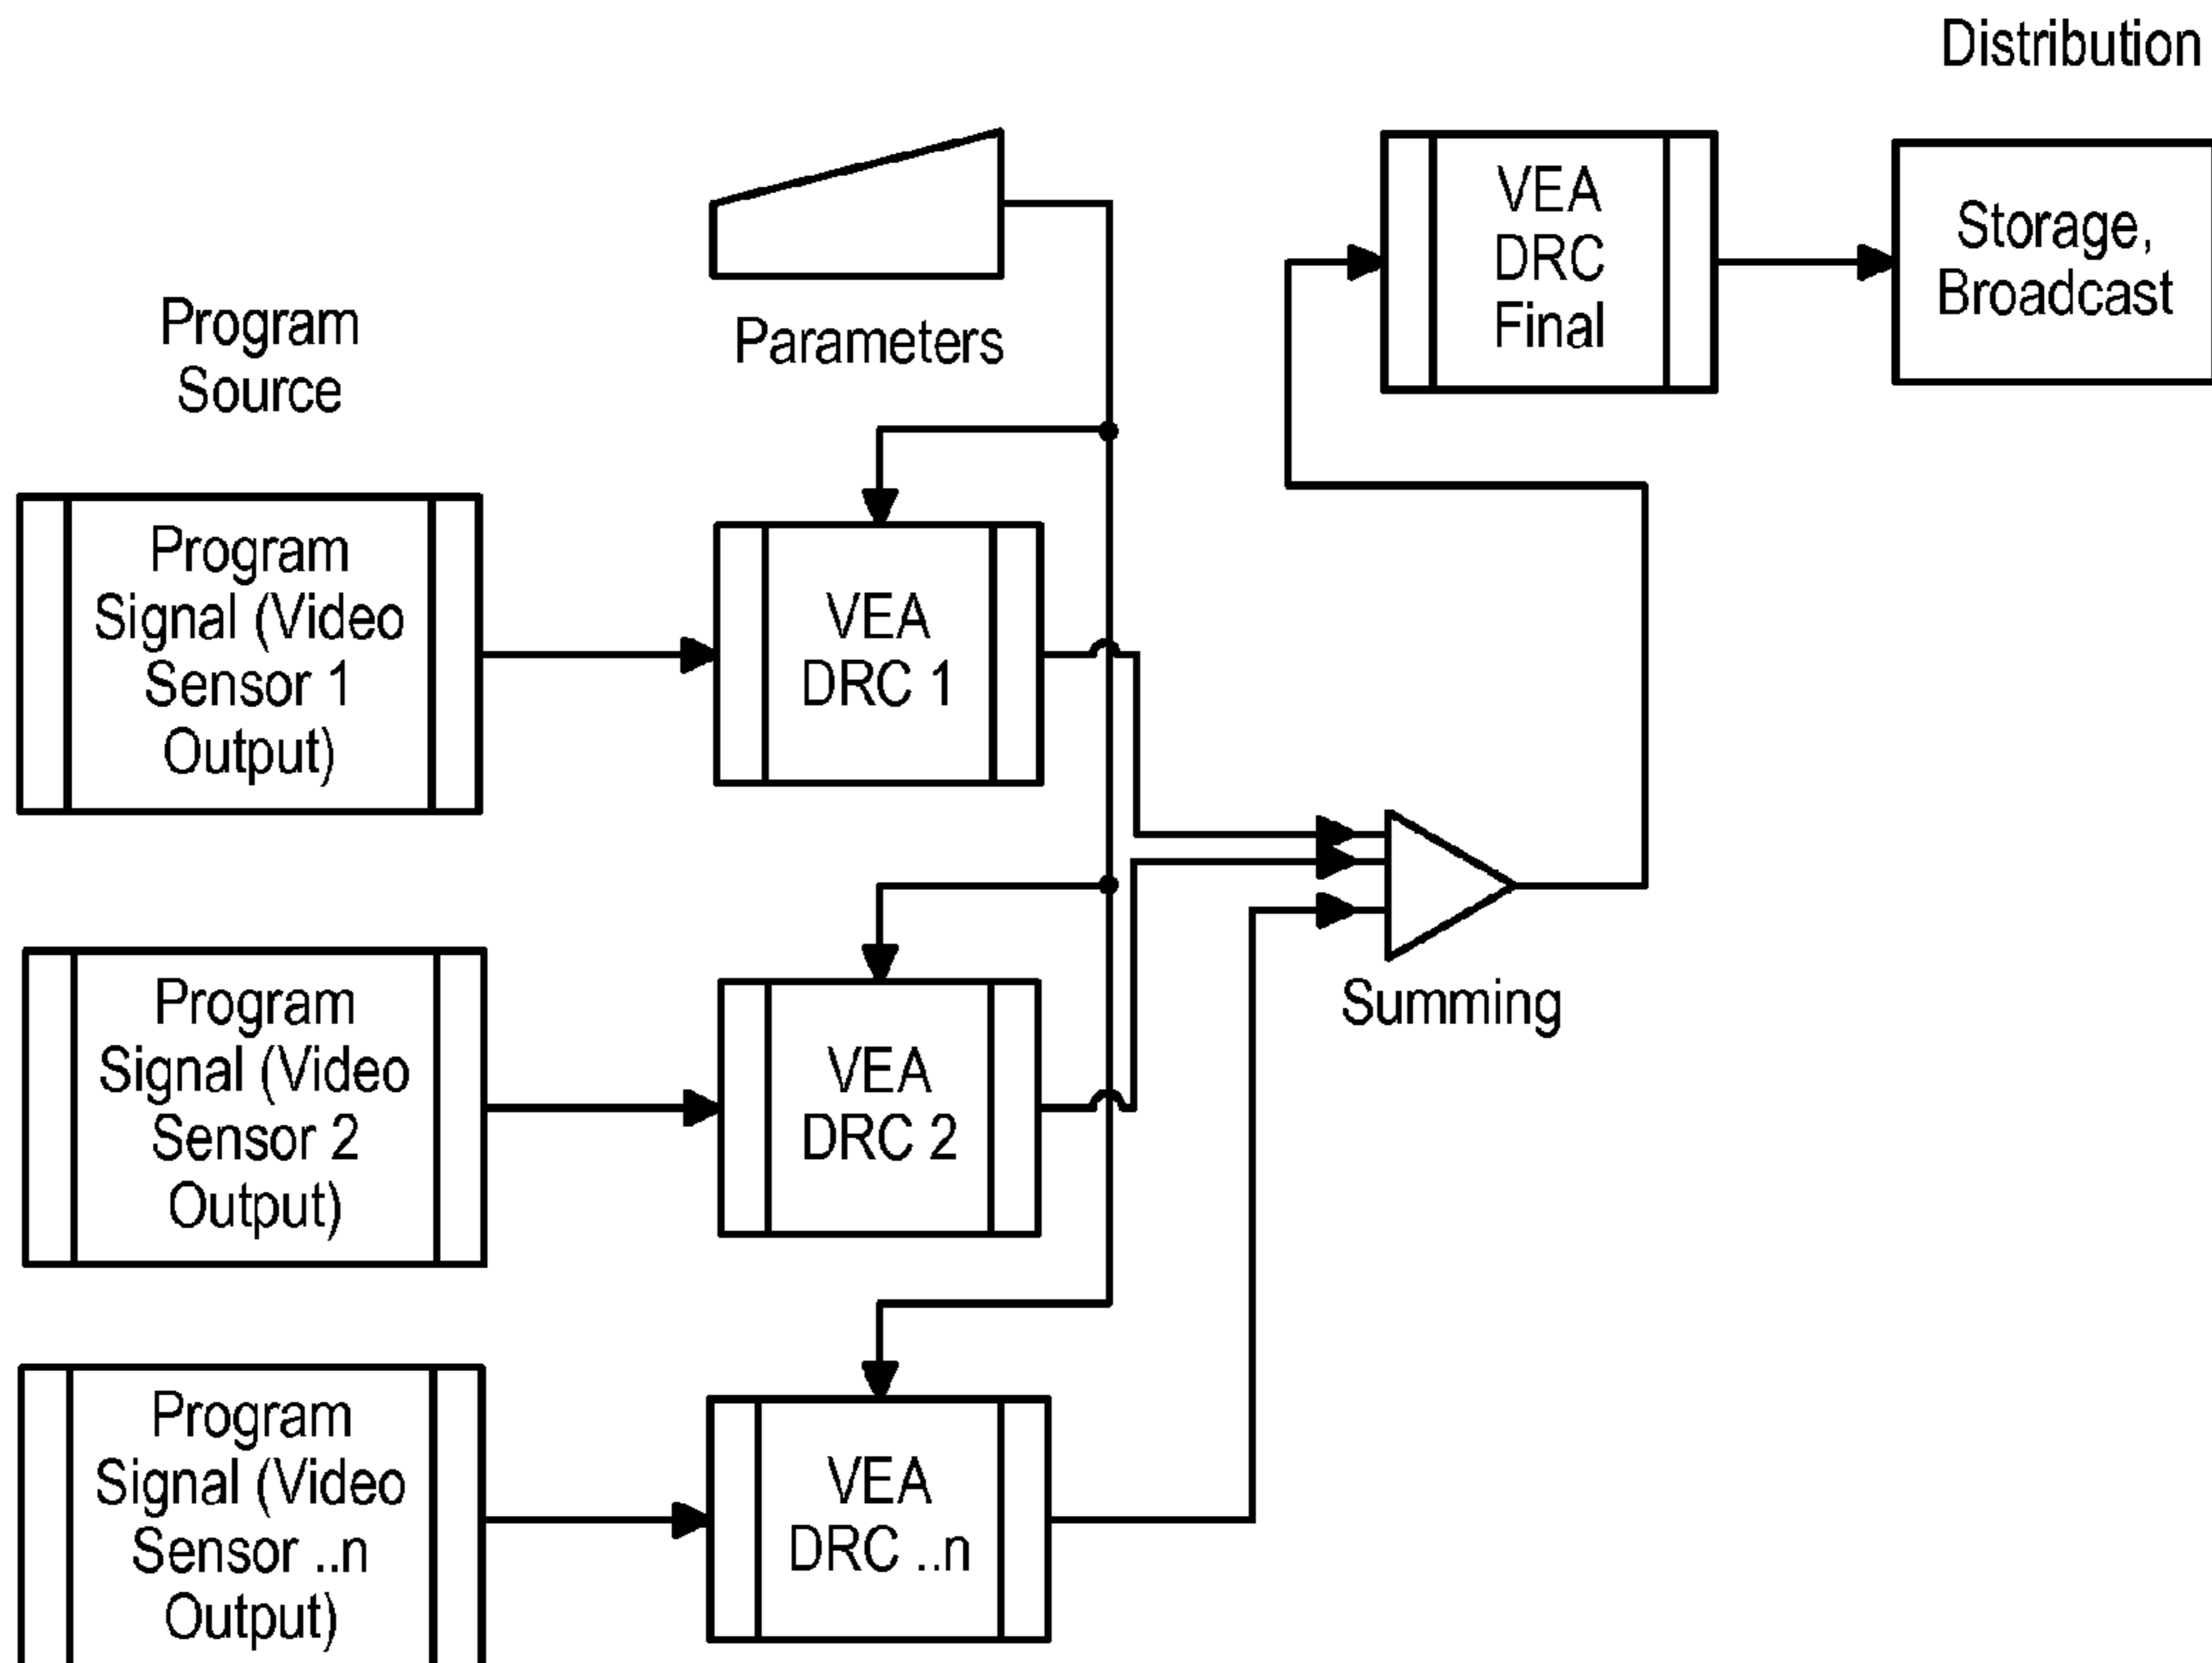 Distribution
VEA
DRC
Final
Storage,
Broadcast
Parameters
Program
Source
Program
Signal (Video
Sensor 1
Output)
VEA
DRC 1
Program
Signal (Video
Sensor 2
Output)
VEA
DRC 2
Summing
Program
Signal (Video
Sensor ..n
Output)
VEA
DRC ..n